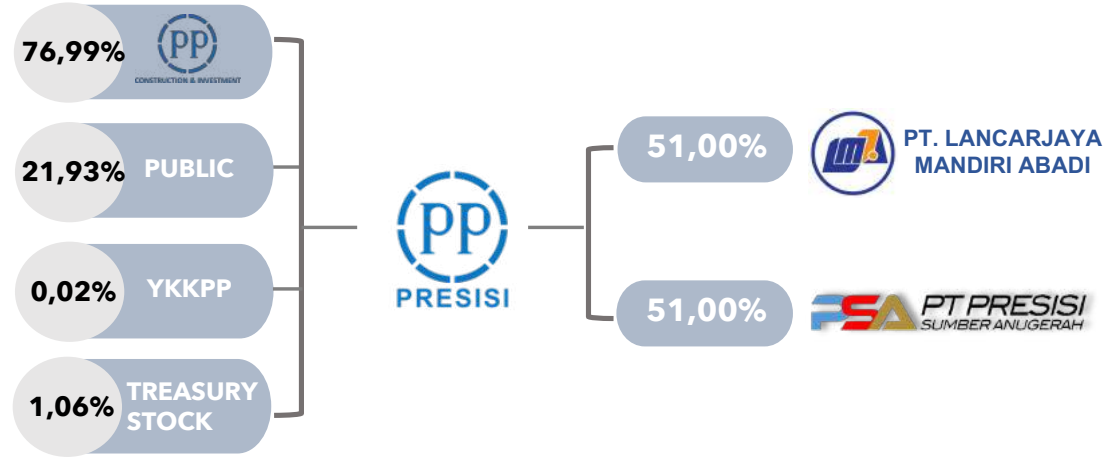 76,99%
PP
CONSTRUCTION & INVESTMENT
21,93% PUBLIC
0,02% YKKPP
1,06% TREASURY
STOCK
PP
PRESISI
51,00%
LMA
PT. LANCARJAYA
MANDIRI ABADI
51,00%
PSA PT PRESISI
SUMBER ANUGERAH